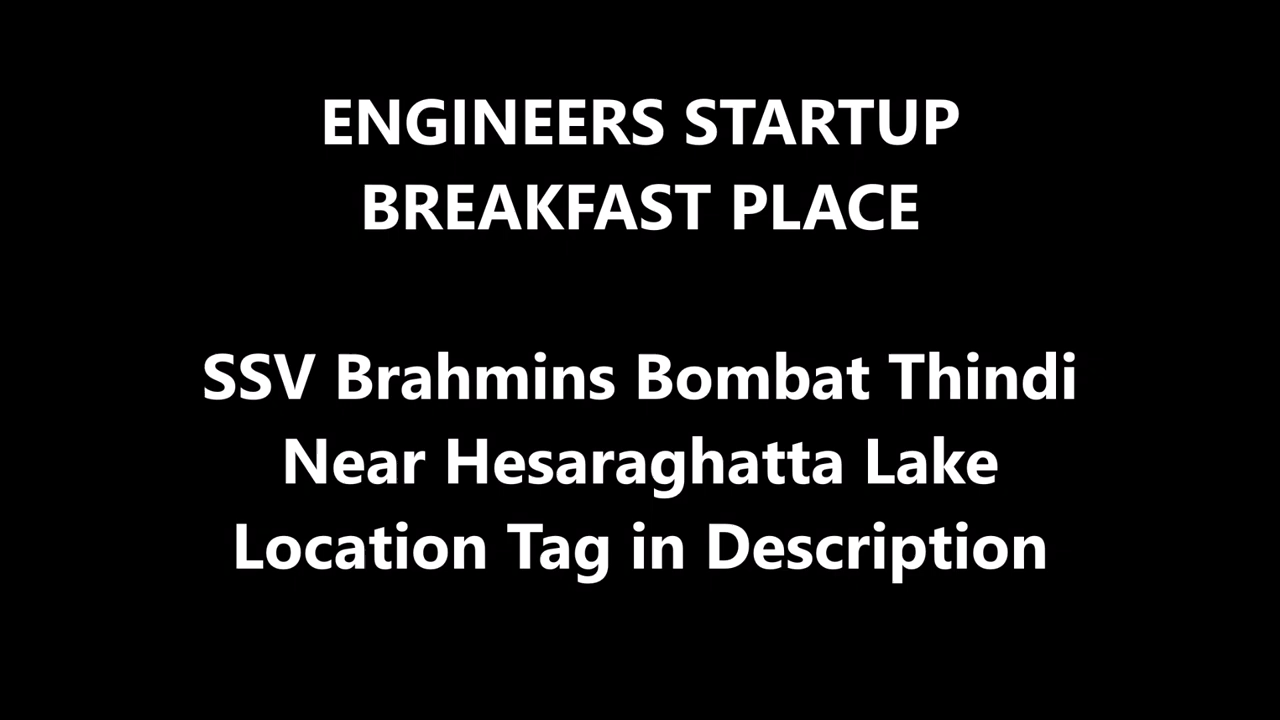 ENGINEERS STARTUP
BREAKFAST PLACE
SSV Brahmins Bombat Thindi
Near Hesaraghatta Lake
Location Tag in Description